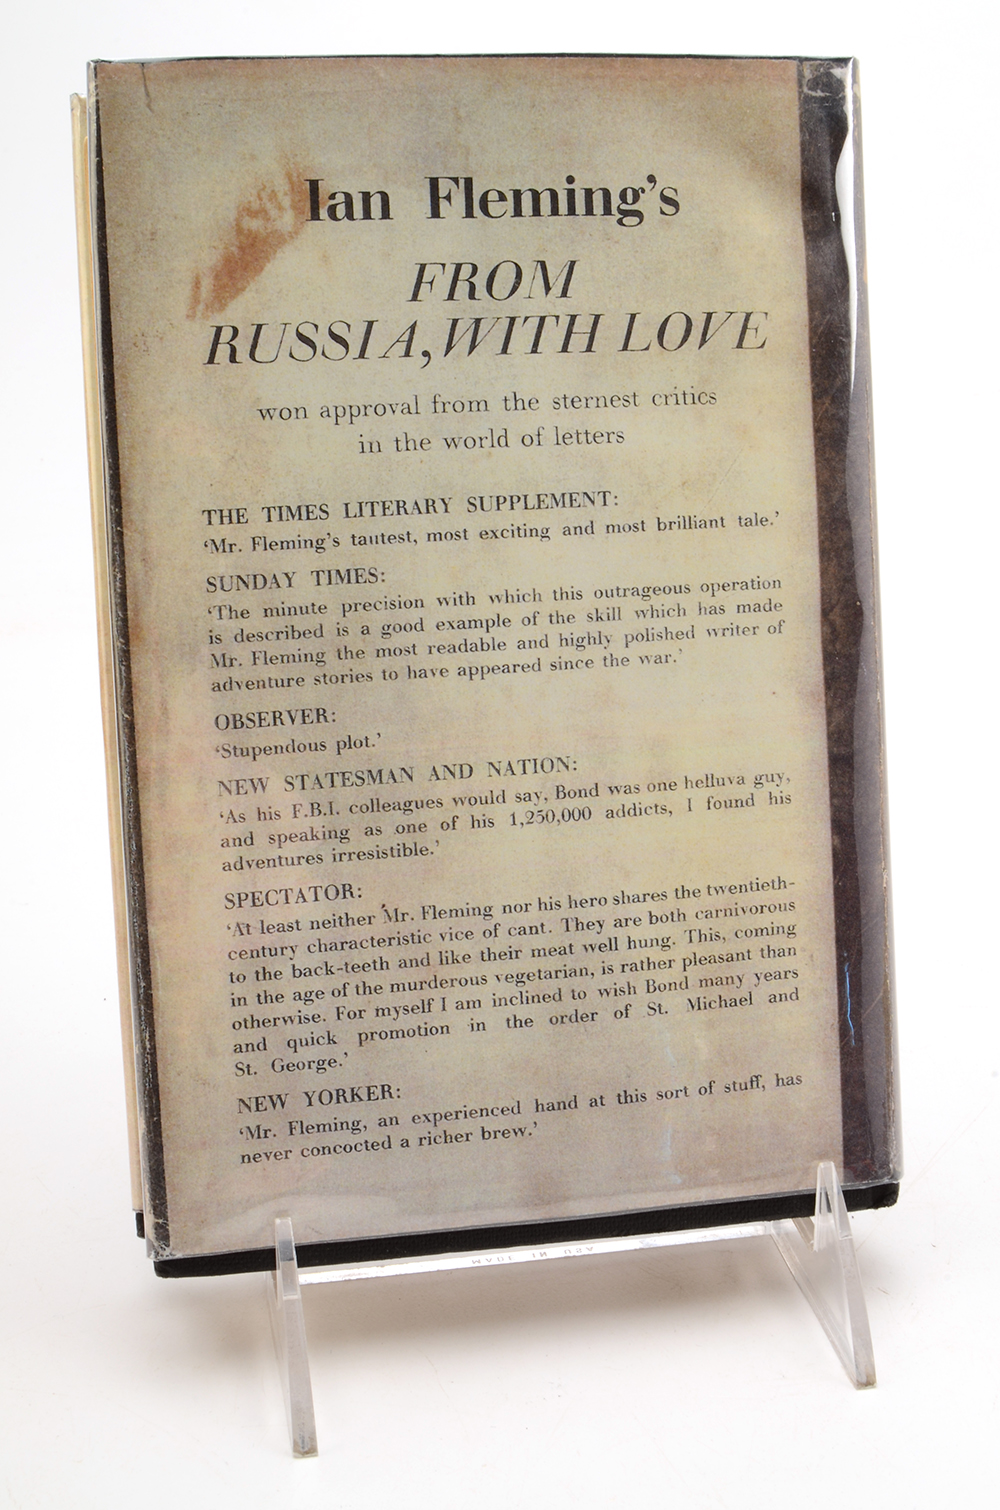 Ian Fleming's
FROM
RUSSIA, WITH LOVE
won approval from the sternest critics
in the world of letters
THE TIMES LITERARY SUPPLEMENT:
‘Mr. Fleming's tautest, most exciting and most brilliant tale.’
SUNDAY TIMES:
‘The minute precision with which this outrageous operation
is described is a good example of the skill which has made
Mr. Fleming the most readable and highly polished writer of
adventure stories to have appeared since the war.’
OBSERVER:
‘Stupendous plot.’
NEW STATESMAN AND NATION:
‘As his F.B.I. colleagues would say, Bond was one helluva guy,
and speaking as one of his 1,250,000 addicts, I found his
adventures irresistible.’
SPECTATOR:
‘At least neither Mr. Fleming nor his hero shares the twentieth-
century characteristic vice of cant. They are both carnivorous
to the back-teeth and like their meat well hung. This, coming
in the age of the murderous vegetarian, is rather pleasant than
otherwise. For myself I am inclined to wish Bond many years
and quick promotion in the order of St. Michael and
St. George.’
NEW YORKER:
‘Mr. Fleming, an experienced hand at this sort of stuff, has
never concocted a richer brew.’
MADE IN USA